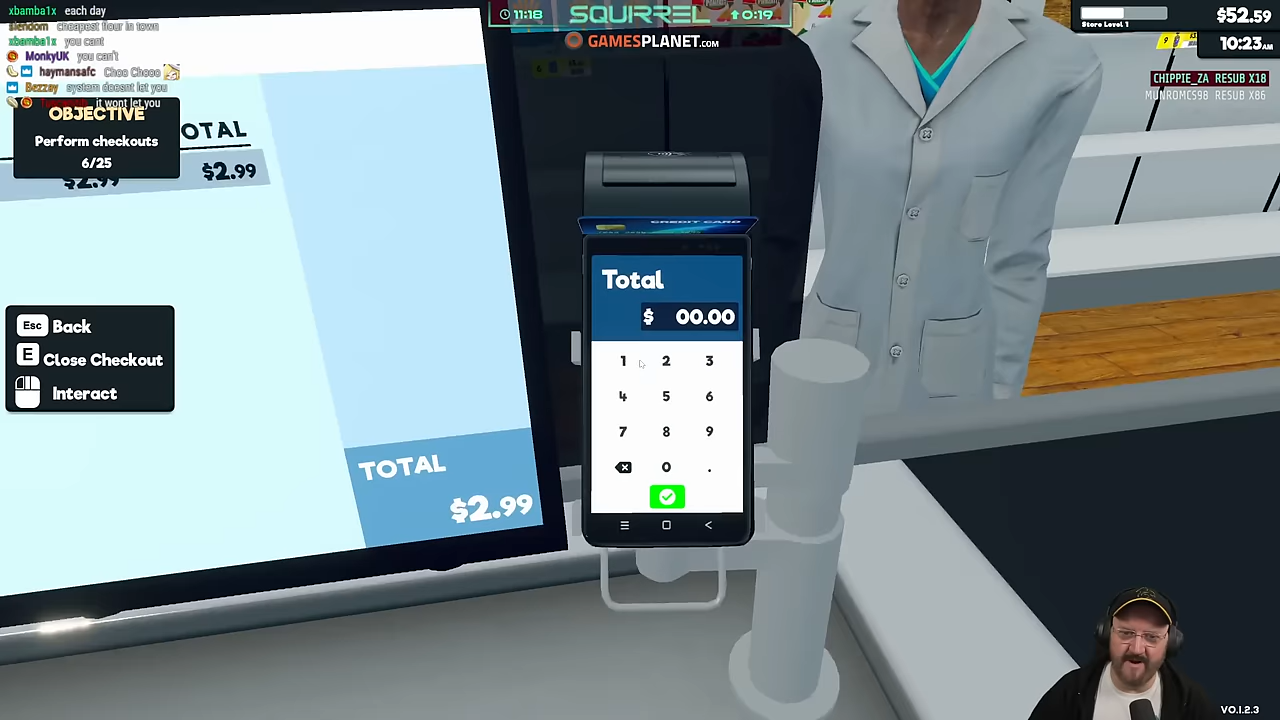 xbamba1x each day
slendom cheapest flour in town
xbamba1x you cant
MonkyUK you can't
haymansafc Choo Chooo
Bezzay system doesnt let you
it wont let you
OBJECTIVE
Perform checkouts
6/25
OTAL
$2.99
$2.99
Esc Back
E Close Checkout
Interact
TOTAL
$2.99
11:18 SQUIRREL 0:19
GAMESPLANET.COM
CREDIT CARD
Total
$ 00.00
1 2 3
4 5 6
7 8 9
0 .
Store Level 1
$52.59
10:23AM
CHIPPIE_ZA RESUB X18
MUNROMC598 RESUB X86
V0.1.2.3